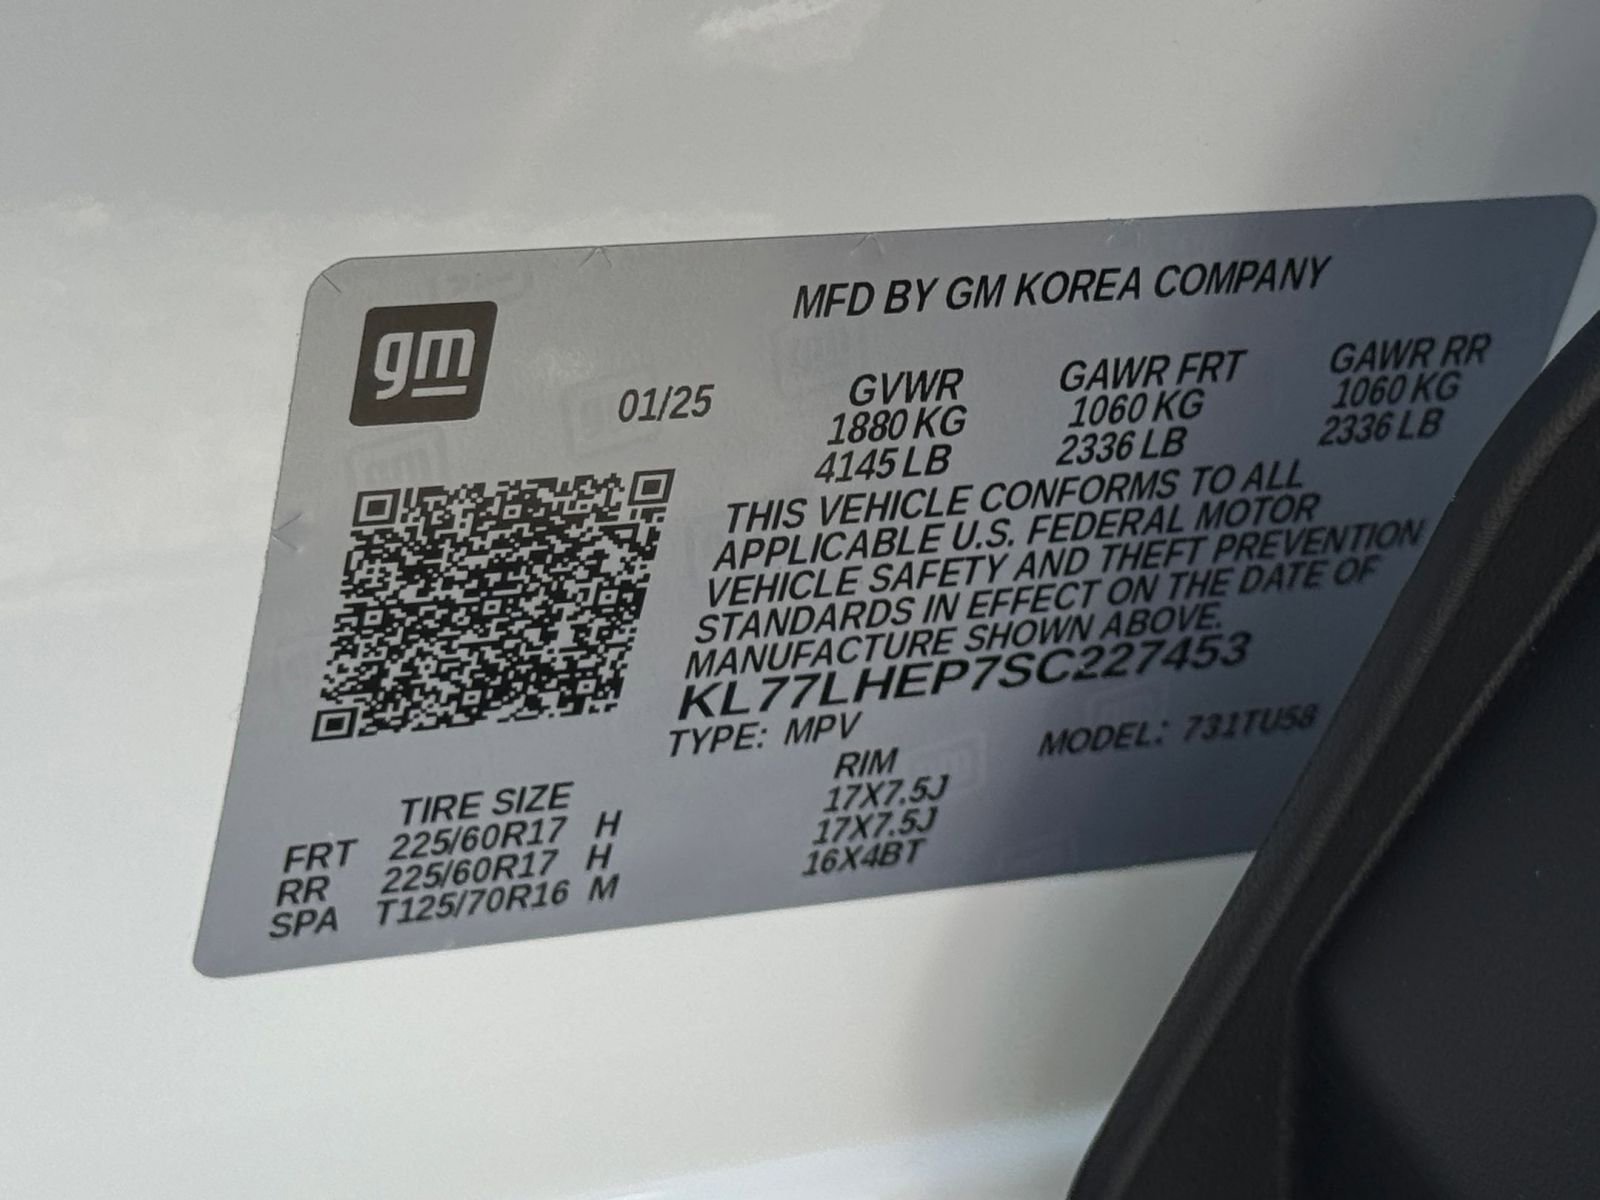 gm
MFD BY GM KOREA COMPANY
01/25
GVWR GAWR FRT GAWR RR
1880 KG 1060 KG 1060 KG
4145 LB 2336 LB 2336 LB
THIS VEHICLE CONFORMS TO ALL
APPLICABLE U.S. FEDERAL MOTOR
VEHICLE SAFETY AND THEFT PREVENTION
STANDARDS IN EFFECT ON THE DATE OF
MANUFACTURE SHOWN ABOVE.
KL77LHEP7SC227453
TYPE: MPV MODEL: 731TU58
TIRE SIZE RIM
FRT 225/60R17 H 17X7.5J
RR 225/60R17 H 17X7.5J
SPA T125/70R16 M 16X4BT